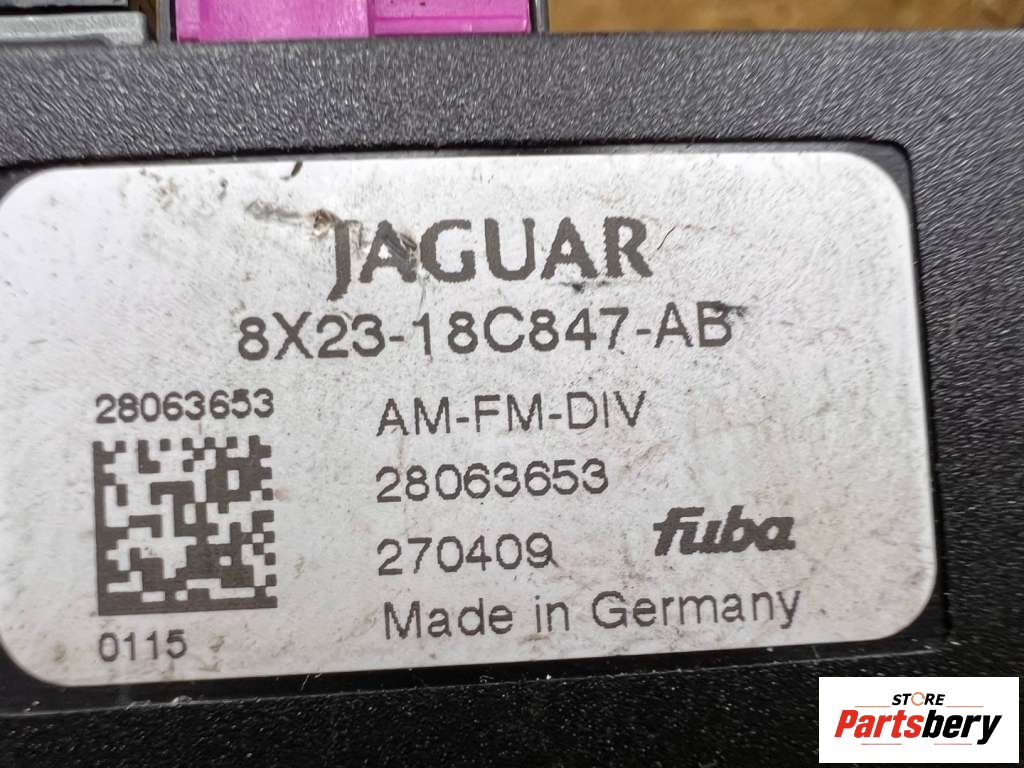 JAGUAR
8X23-18C847-AB
28063653
AM-FM-DIV
28063653
270409
fuba
Made in Germany
0115
STORE
Partsbery